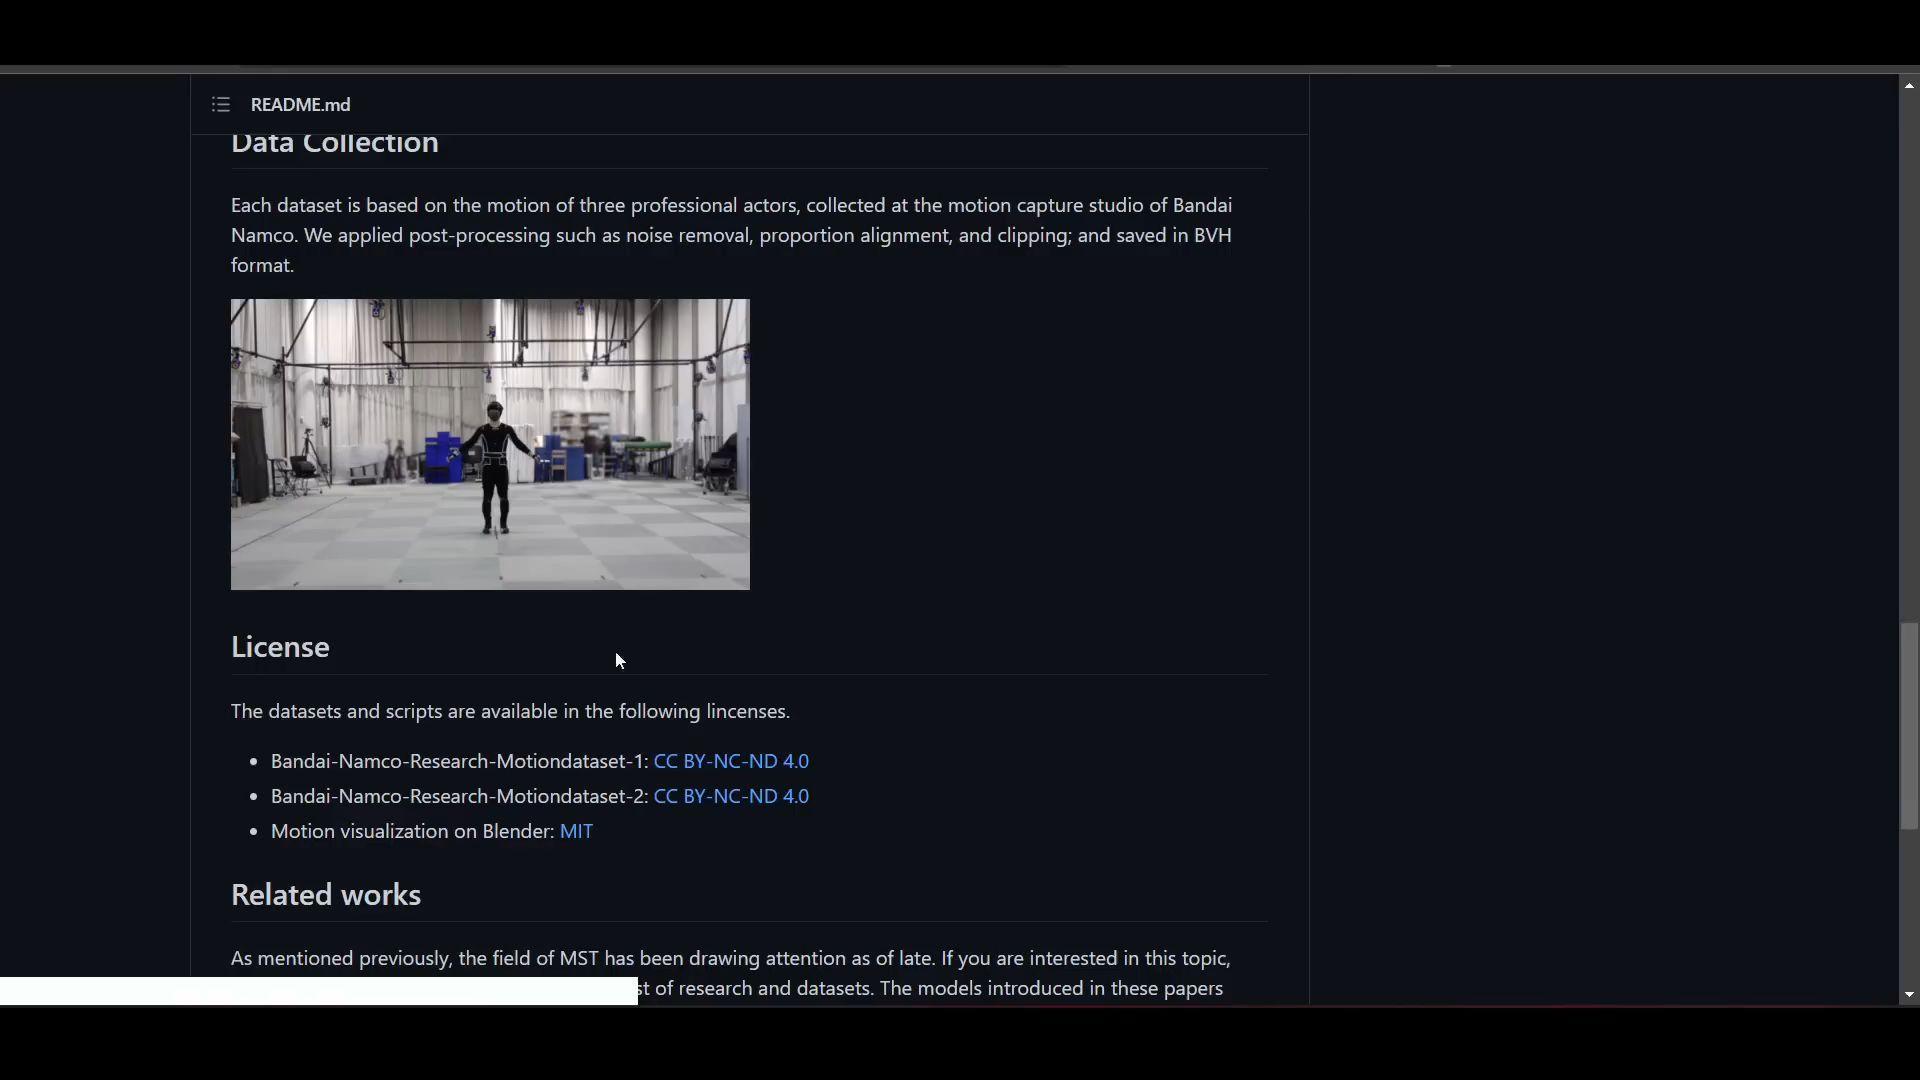 README.md
Data Collection
Each dataset is based on the motion of three professional actors, collected at the motion capture studio of Bandai
Namco. We applied post-processing such as noise removal, proportion alignment, and clipping; and saved in BVH
format.
License
The datasets and scripts are available in the following lincenses.
• Bandai-Namco-Research-Motiondataset-1: CC BY-NC-ND 4.0
• Bandai-Namco-Research-Motiondataset-2: CC BY-NC-ND 4.0
• Motion visualization on Blender: MIT
Related works
As mentioned previously, the field of MST has been drawing attention as of late. If you are interested in this topic,
of research and datasets. The models introduced in these papers